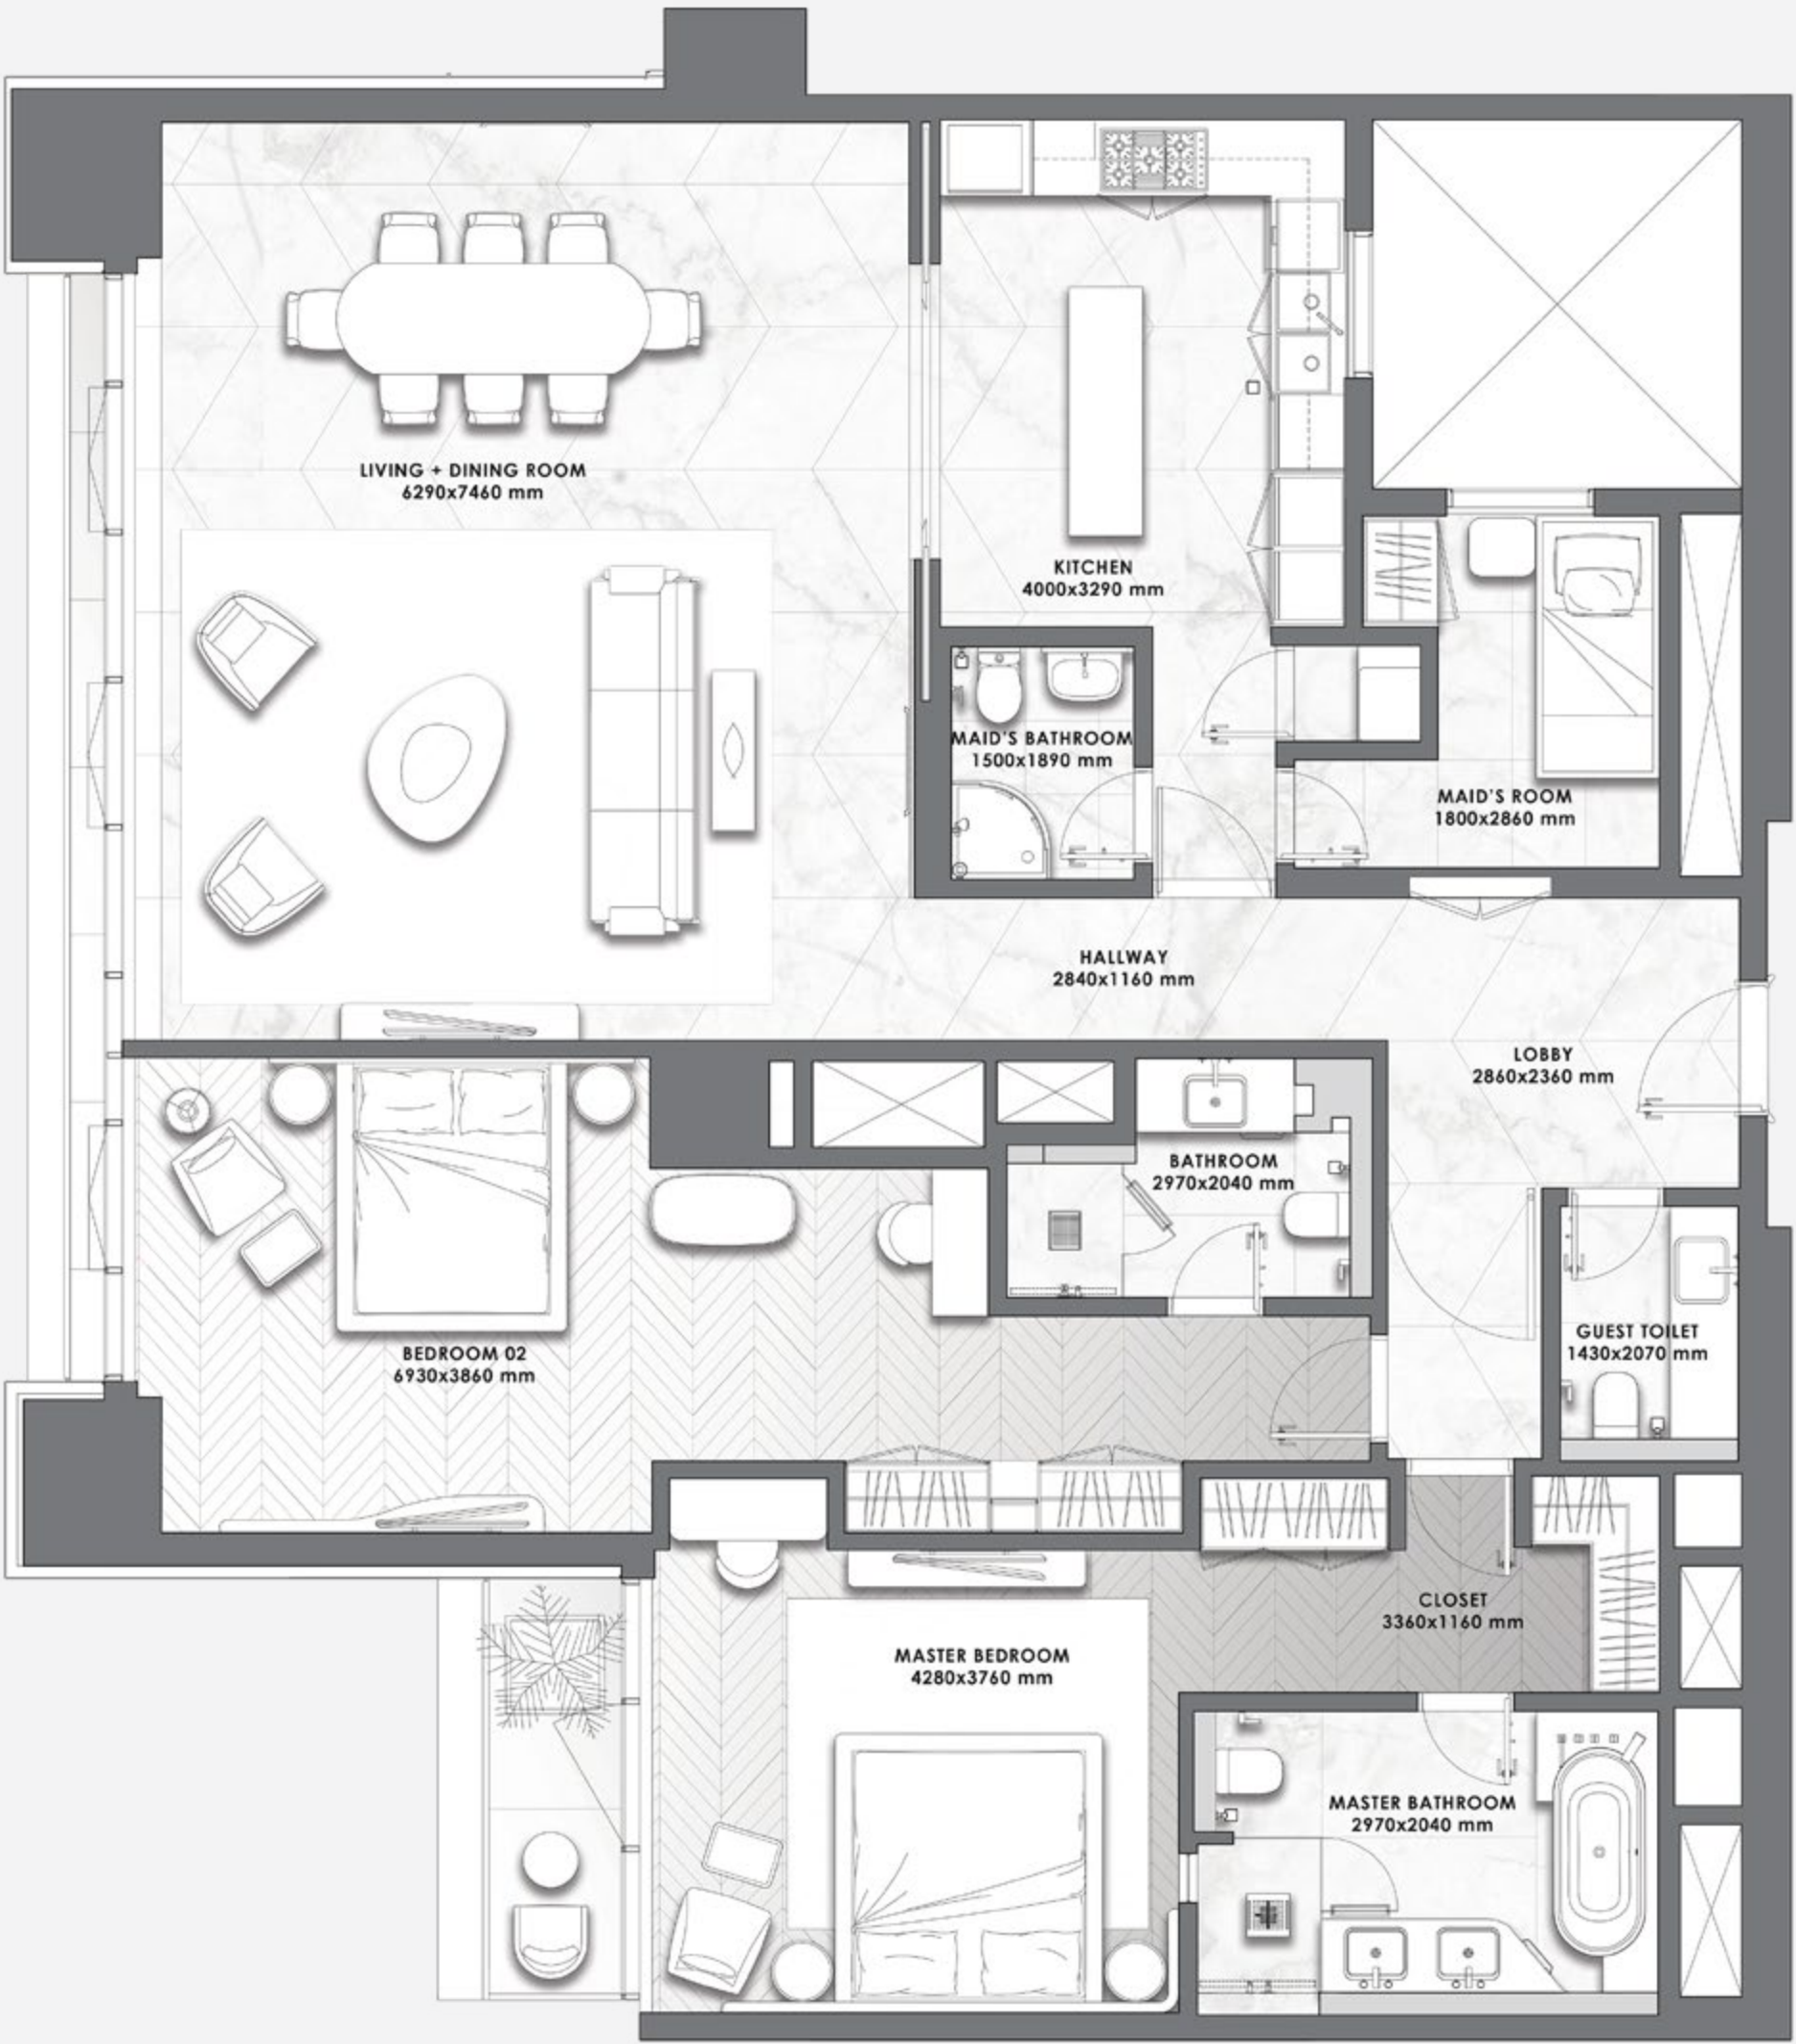 LIVING + DINING ROOM
6290x7460 mm
KITCHEN
4000x3290 mm
MAID'S BATHROOM
1500x1890 mm
MAID'S ROOM
1800x2860 mm
HALLWAY
2840x1160 mm
LOBBY
2860x2360 mm
BATHROOM
2970x2040 mm
GUEST TOILET
1430x2070 mm
BEDROOM 02
6930x3860 mm
CLOSET
3360x1160 mm
MASTER BEDROOM
4280x3760 mm
MASTER BATHROOM
2970x2040 mm